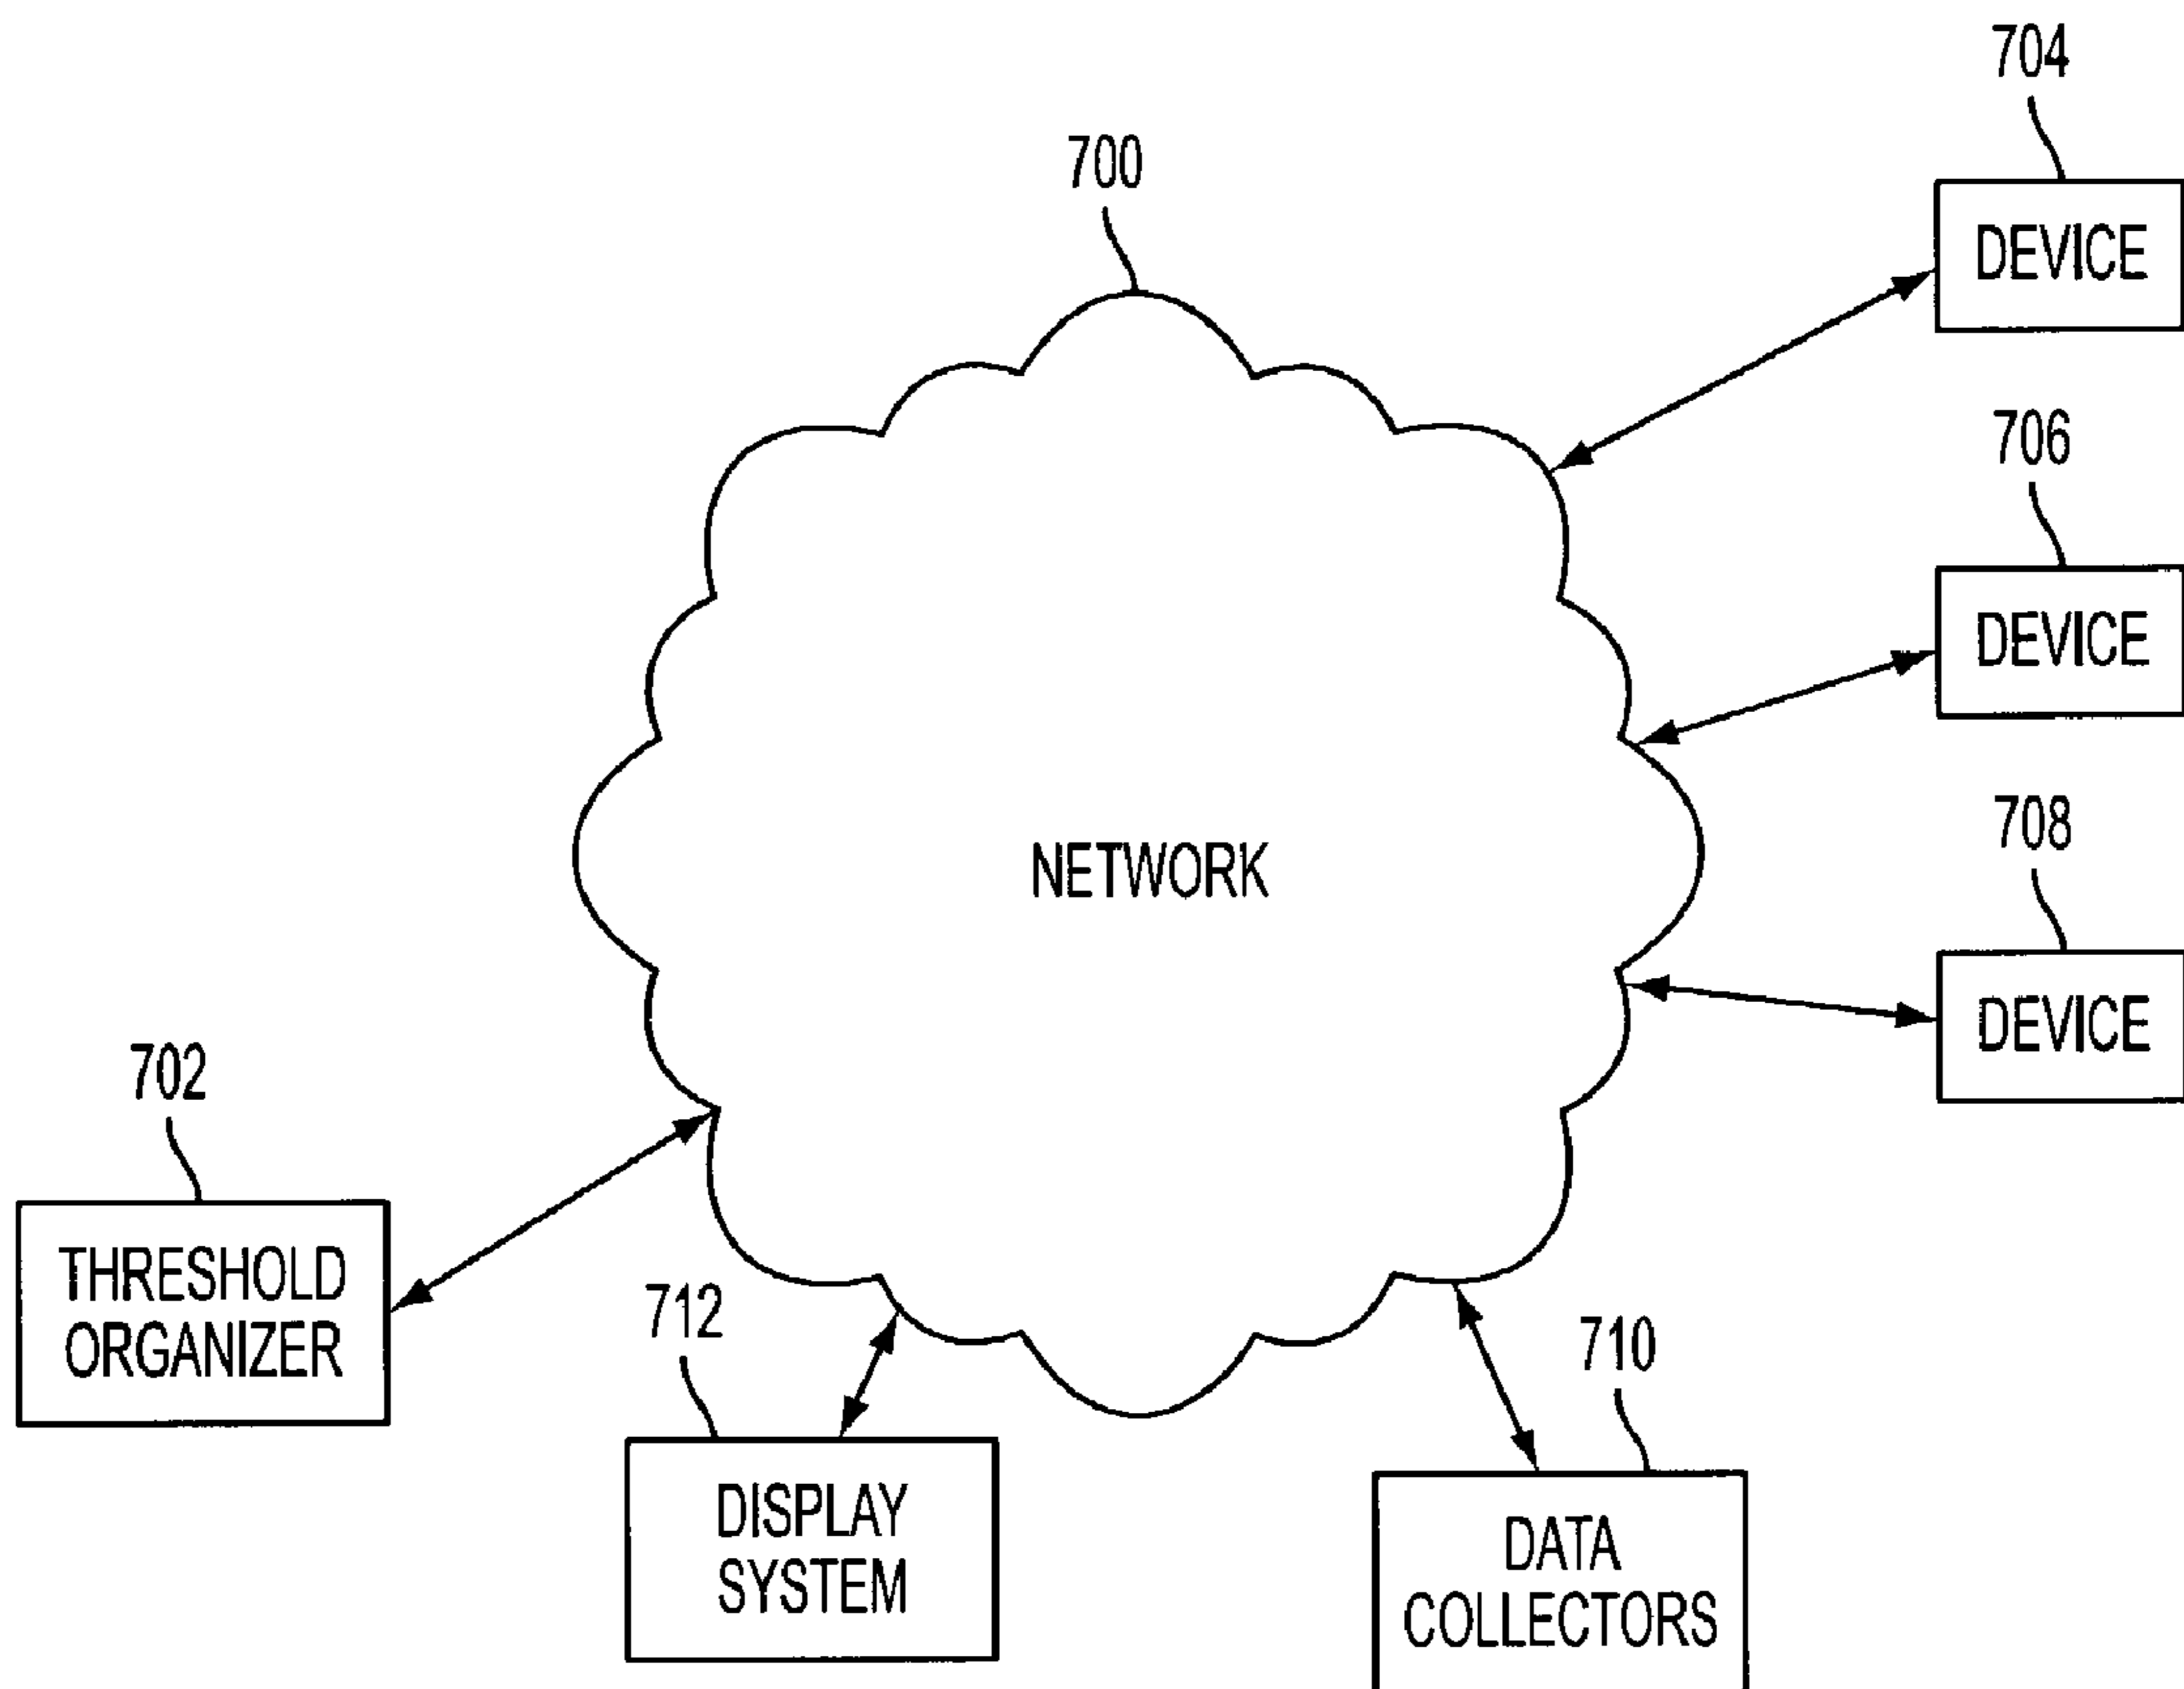 704
700
DEVICE
706
DEVICE
708
NETWORK
DEVICE
702
THRESHOLD
ORGANIZER
712
710
DISPLAY
SYSTEM
DATA
COLLECTORS